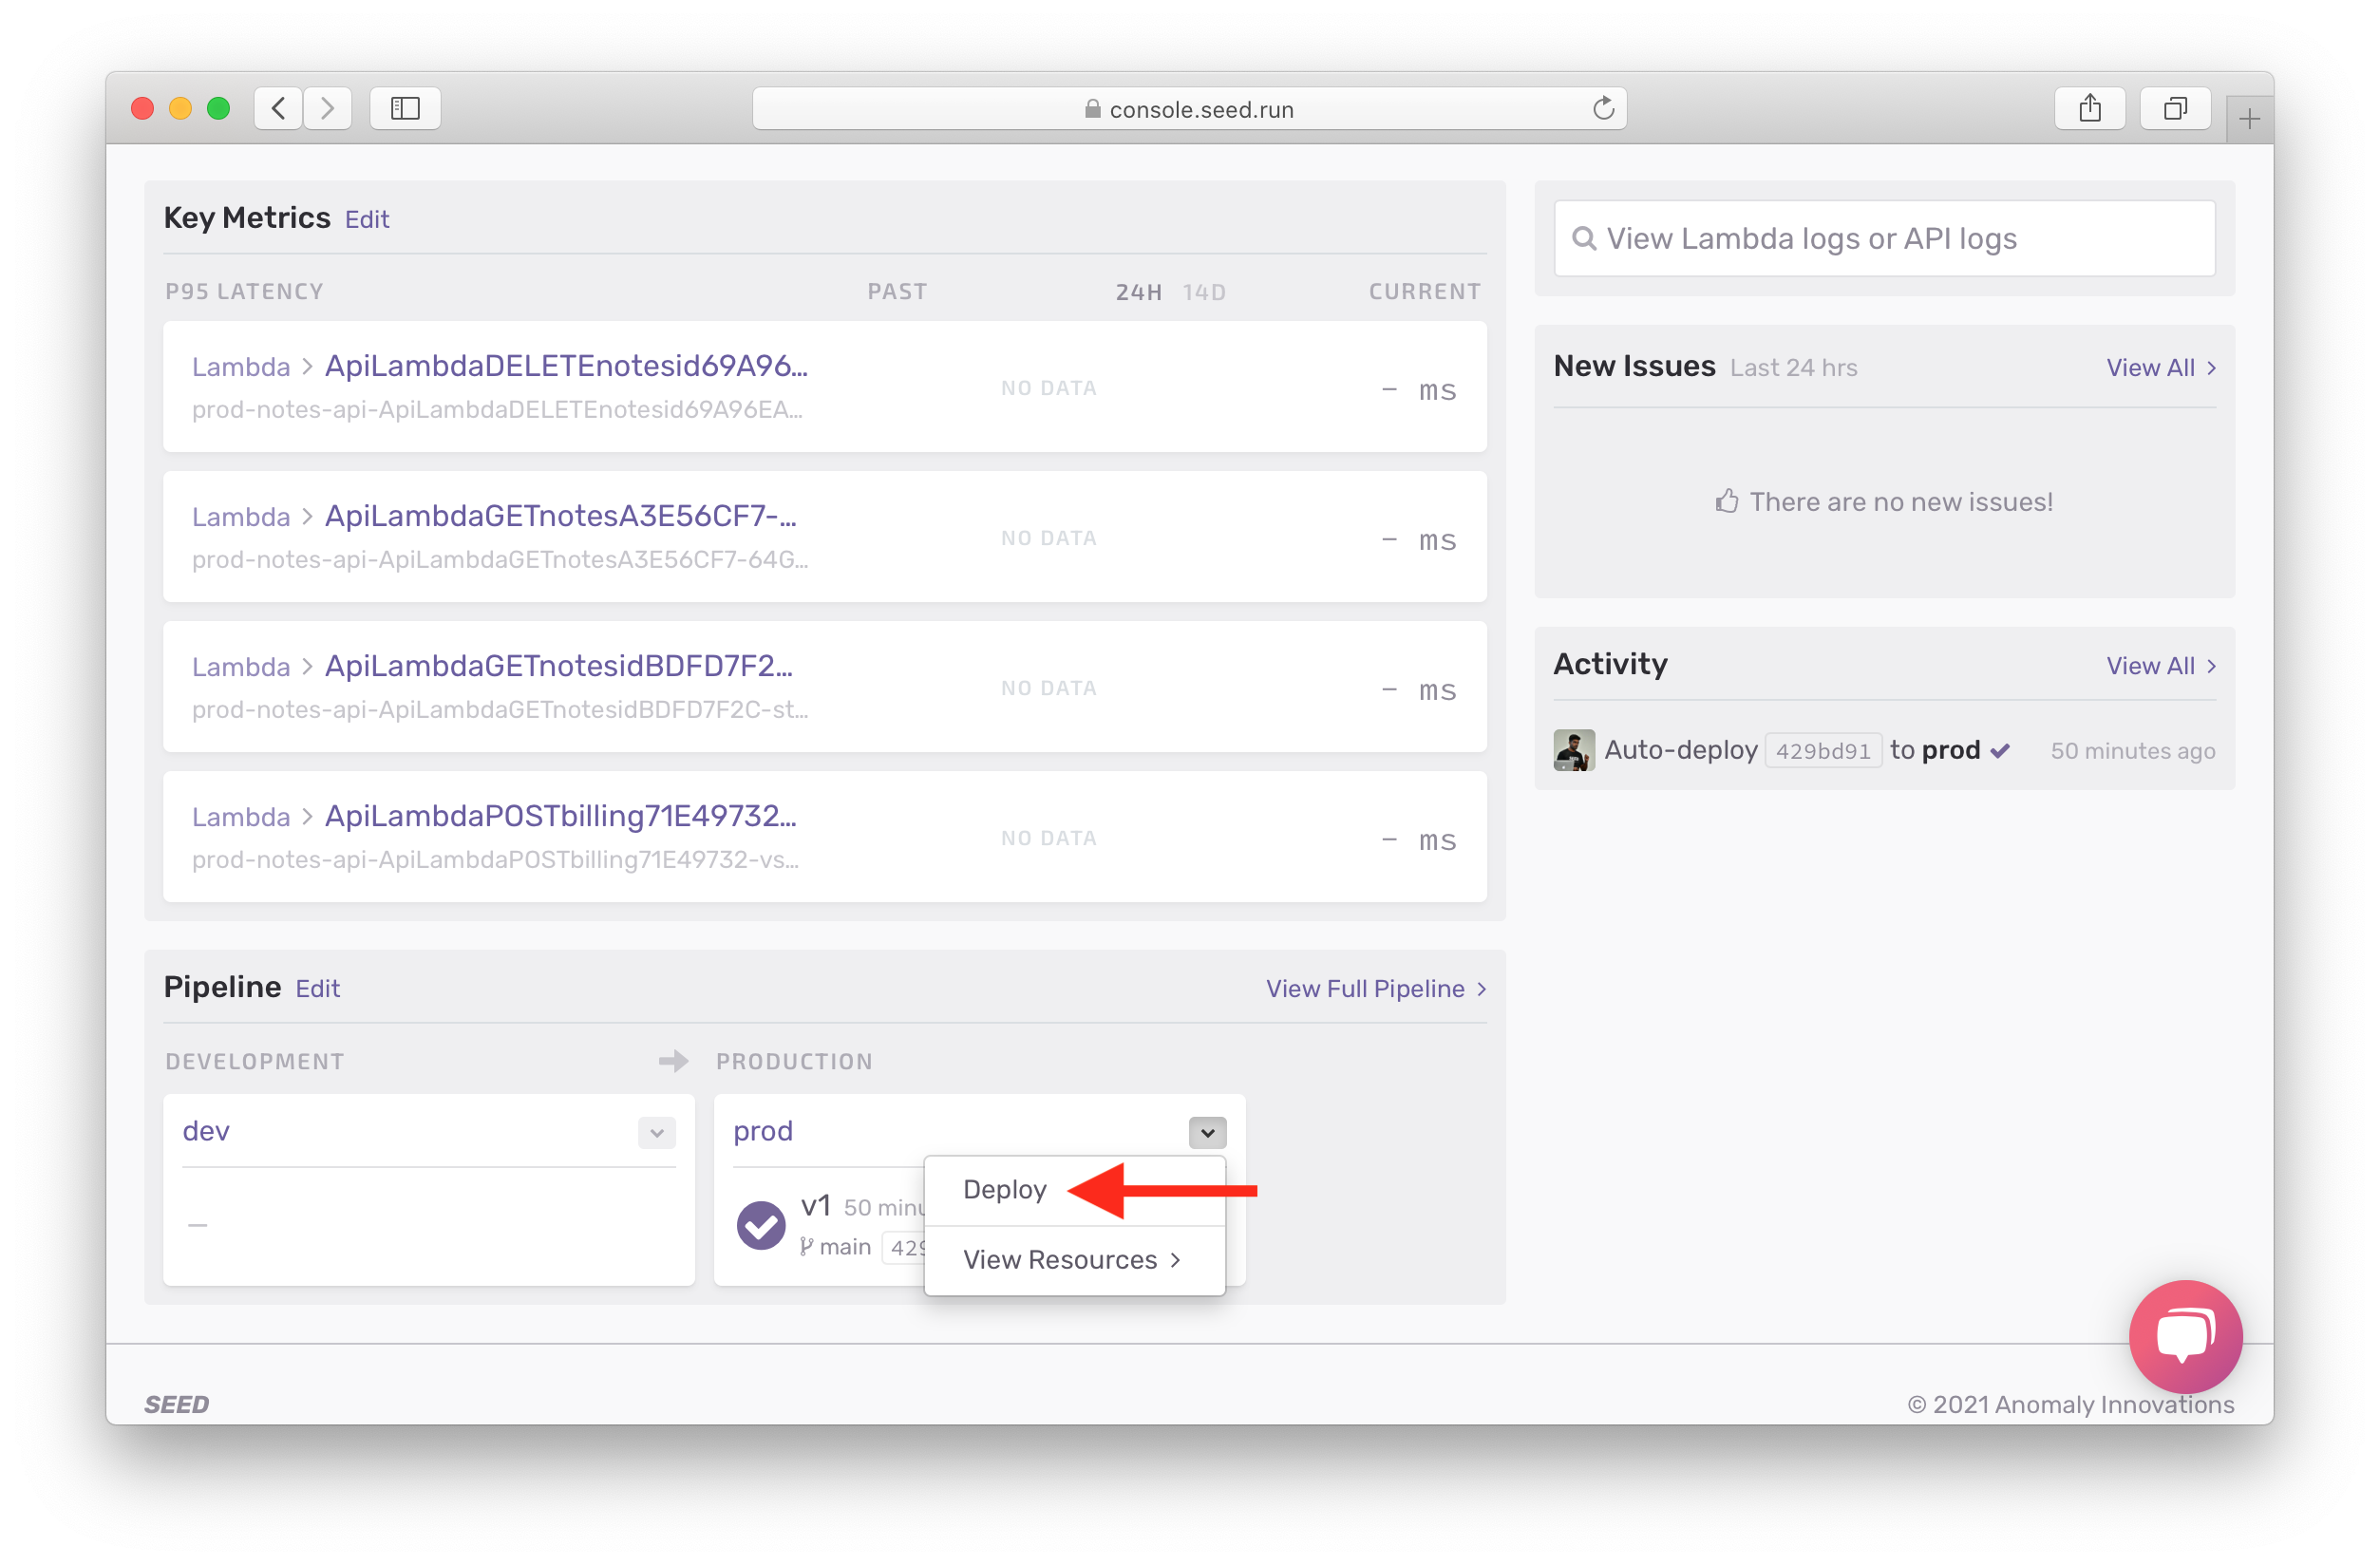 console.seed.run
Key Metrics Edit
P95 LATENCY PAST 24H 14D CURRENT
Lambda > ApiLambdaDELETEnotesid69A96...
prod-notes-api-ApiLambdaDELETEnotesid69A96EA...
NO DATA
– ms
Lambda > ApiLambdaGETnotesA3E56CF7-...
prod-notes-api-ApiLambdaGETnotesA3E56CF7-64G...
NO DATA
– ms
Lambda > ApiLambdaGETnotesidBDFD7F2...
prod-notes-api-ApiLambdaGETnotesidBDFD7F2C-st...
NO DATA
– ms
Lambda > ApiLambdaPOSTbilling71E49732...
prod-notes-api-ApiLambdaPOSTbilling71E49732-vs...
NO DATA
– ms
Pipeline Edit View Full Pipeline >
DEVELOPMENT PRODUCTION
dev
–
prod
v1
main
Deploy
View Resources >
View Lambda logs or API logs
New Issues Last 24 hrs View All >
There are no new issues!
Activity View All >
Auto-deploy 429bd91 to prod 50 minutes ago
SEED
© 2021 Anomaly Innovations